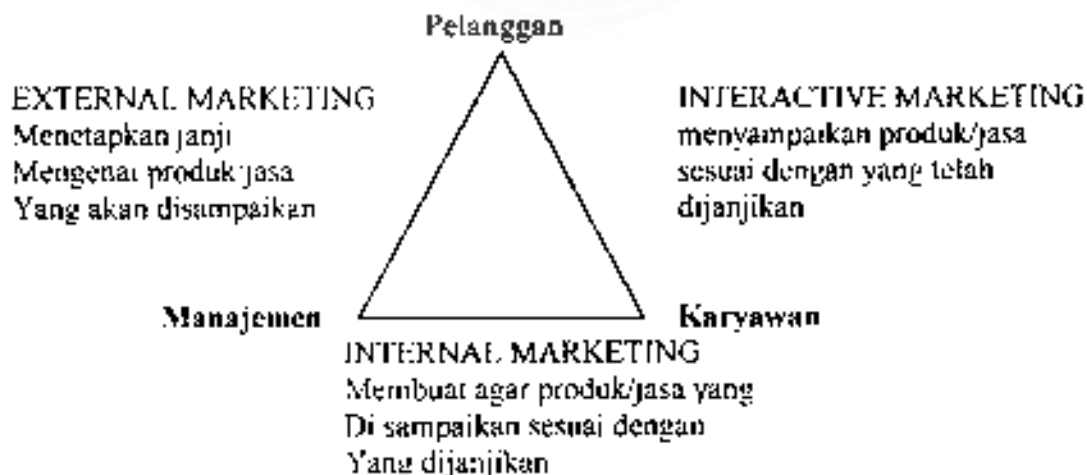 Pelanggan
EXTERNAL MARKETING
Menetapkan janji
Mengenai produk/jasa
Yang akan disampaikan
INTERACTIVE MARKETING
menyampaikan produk/jasa
sesuai dengan yang telah
dijanjikan
Manajemen
Karyawan
INTERNAL MARKETING
Membuat agar produk/jasa yang
Di sampaikan sesuai dengan
Yang dijanjikan